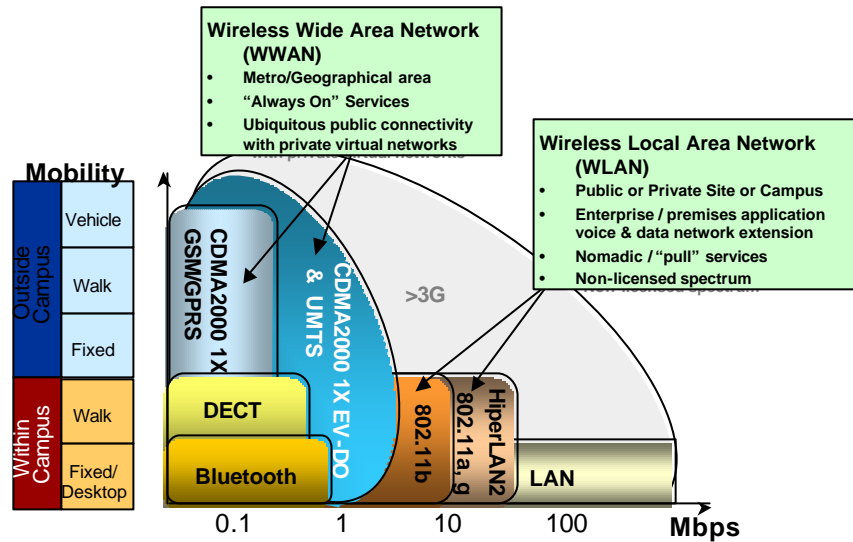 Wireless Wide Area Network
(WWAN)
• Metro/Geographical area
• “Always On” Services
• Ubiquitous public connectivity
with private virtual networks
Wireless Local Area Network
(WLAN)
• Public or Private Site or Campus
• Enterprise / premises application
voice & data network extension
• Nomadic / “pull” services
• Non-licensed spectrum
Mobility
Outside
Campus
Vehicle
Walk
Fixed
Within
Campus
Walk
Fixed/
Desktop
CDMA2000 1X
GSM/GPRS
CDMA2000 1X EV-DO
& UMTS
>3G
DECT
Bluetooth
802.11b
HiperLAN2
802.11a, g
LAN
0.1
1
10
100
Mbps